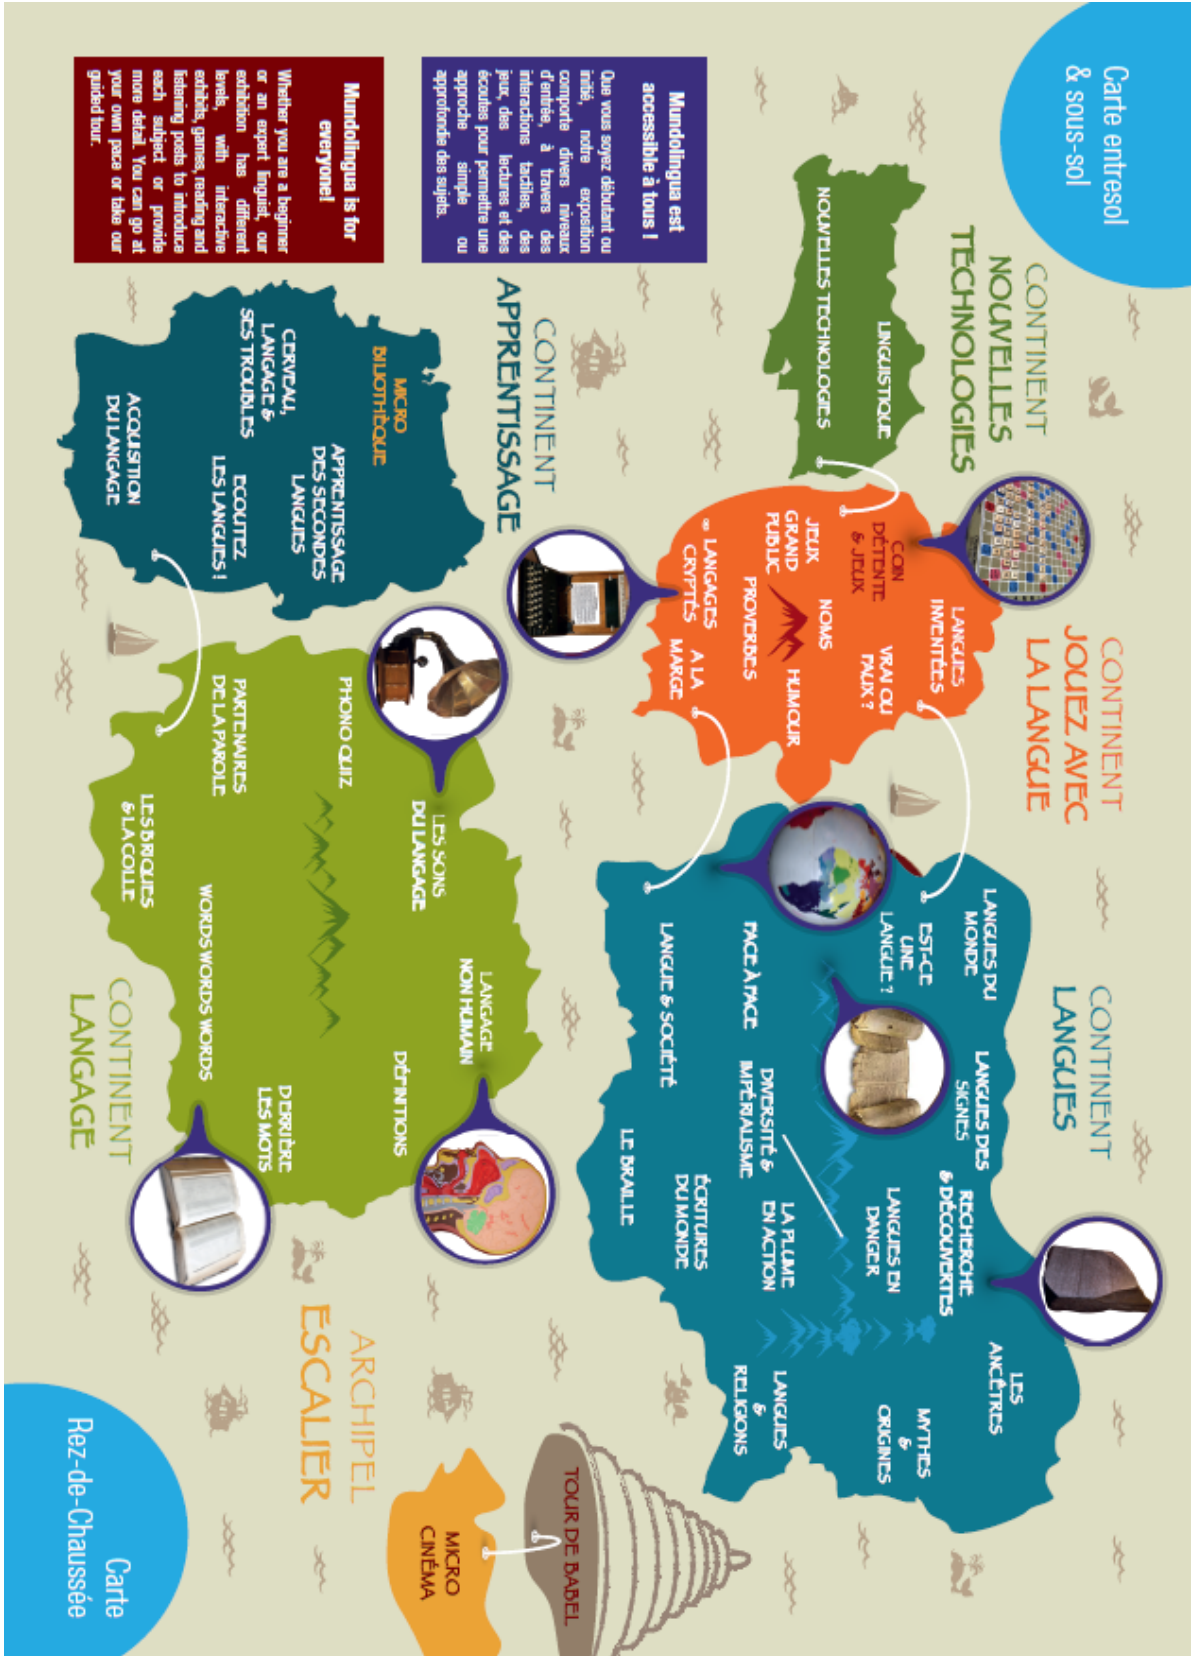 Carte entresol
& sous-sol
CONTINENT
NOUVELLES
TECHNOLOGIES
LINGUISTIQUE
NOUVELLES TECHNOLOGIES
CONTINENT
JOUEZ AVEC
LA LANGUE
LANGUES
INVENTÉES
COIN
DÉTENTE
& JEUX
VRAI OU
FAUX ?
NOMS
JEUX
GRAND
PUBLIC
HUMOUR
PROVERBES
LANGAGES
CRYPTÉS
A LA
MARGE
CONTINENT
LANGUES
LANGUES DU
MONDE
EST-CE
UNE
LANGUE ?
LANGUES DES
SIGNES
RECHERCHE
& DÉCOUVERTES
LES
ANCÊTRES
MYTHES
&
ORIGINES
LANGUES EN
DANGER
FACE À FACE
DIVERSITÉ &
IMPÉRIALISME
LA PLUME
EN ACTION
LANGUES
&
RELIGIONS
LANGUE & SOCIÉTÉ
ÉCRITURES
DU MONDE
LE BRAILLE
Mundolingua est
accessible à tous !
Que vous soyez débutant ou
initié, notre exposition
comporte divers niveaux
d'entrée, à travers des
interactions tactiles, des
jeux, des lectures et des
écoutes pour permettre une
approche simple ou
approfondie des sujets.
Mundolingua is for
everyone!
Whether you are a beginner
or an expert linguist, our
exhibition has different
levels, with interactive
exhibits, games, reading and
listening posts to introduce
each subject or provide
more detail. You can go at
your own pace or take our
guided tour.
CONTINENT
APPRENTISSAGE
MICRO
BILIOTHÈQUE
APPRENTISSAGE
DES SECONDES
LANGUES
CERVEAU,
LANGAGE &
SES TROUBLES
ECOUTEZ
LES LANGUES !
ACQUISITION
DU LANGAGE
LES SONS
DU LANGAGE
LANGAGE
NON HUMAIN
PHONO QUIZ
DÉFINITIONS
PARTENAIRES
DE LA PAROLE
DERRIÈRE
LES MOTS
WORDS WORDS WORDS
LES BRIQUES
& LA COLLE
CONTINENT
LANGAGE
ARCHIPEL
ESCALIER
TOUR DE BABEL
MICRO
CINÉMA
Carte
Rez-de-Chaussée